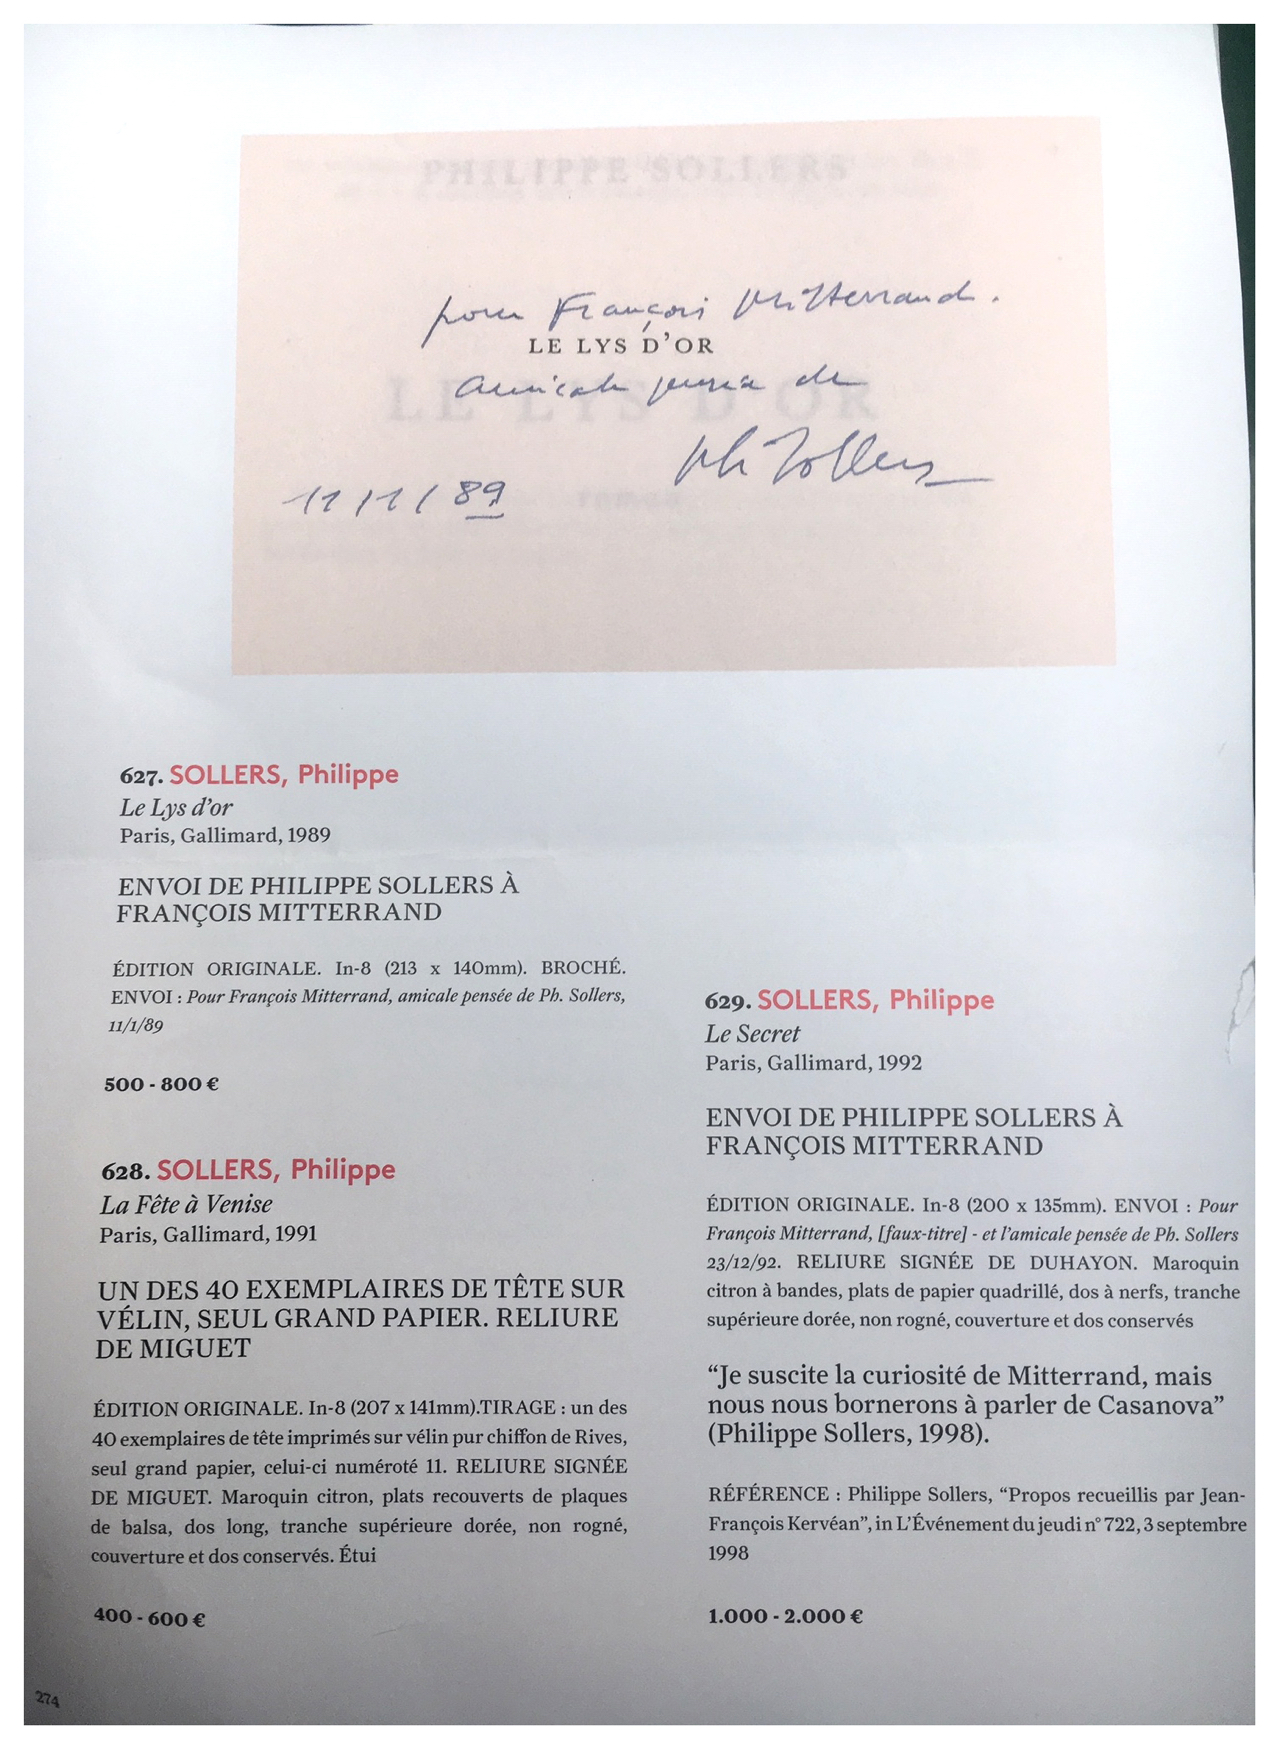 PHILIPPE SOLLERS
pour François Mitterrand.
LE LYS D'OR
amicale pensée de
LE LYS D'OR
Ph Sollers
11/1/89
roman
627. SOLLERS, Philippe
Le Lys d'or
Paris, Gallimard, 1989
ENVOI DE PHILIPPE SOLLERS À
FRANÇOIS MITTERRAND
ÉDITION ORIGINALE. In-8 (213 x 140mm). BROCHÉ.
ENVOI : Pour François Mitterrand, amicale pensée de Ph. Sollers,
11/1/89
500 - 800 €
628. SOLLERS, Philippe
La Fête à Venise
Paris, Gallimard, 1991
UN DES 40 EXEMPLAIRES DE TÊTE SUR
VÉLIN, SEUL GRAND PAPIER. RELIURE
DE MIGUET
ÉDITION ORIGINALE. In-8 (207 x 141mm).TIRAGE : un des
40 exemplaires de tête imprimés sur vélin pur chiffon de Rives,
seul grand papier, celui-ci numéroté 11. RELIURE SIGNÉE
DE MIGUET. Maroquin citron, plats recouverts de plaques
de balsa, dos long, tranche supérieure dorée, non rogné,
couverture et dos conservés. Étui
400 - 600 €
629. SOLLERS, Philippe
Le Secret
Paris, Gallimard, 1992
ENVOI DE PHILIPPE SOLLERS À
FRANÇOIS MITTERRAND
ÉDITION ORIGINALE. In-8 (200 x 135mm). ENVOI : Pour
François Mitterrand, [faux-titre] - et l'amicale pensée de Ph. Sollers
23/12/92. RELIURE SIGNÉE DE DUHAYON. Maroquin
citron à bandes, plats de papier quadrillé, dos à nerfs, tranche
supérieure dorée, non rogné, couverture et dos conservés
“Je suscite la curiosité de Mitterrand, mais
nous nous bornerons à parler de Casanova”
(Philippe Sollers, 1998).
RÉFÉRENCE : Philippe Sollers, “Propos recueillis par Jean-
François Kervéan”, in L'Événement du jeudi n° 722, 3 septembre
1998
1.000 - 2.000 €
274